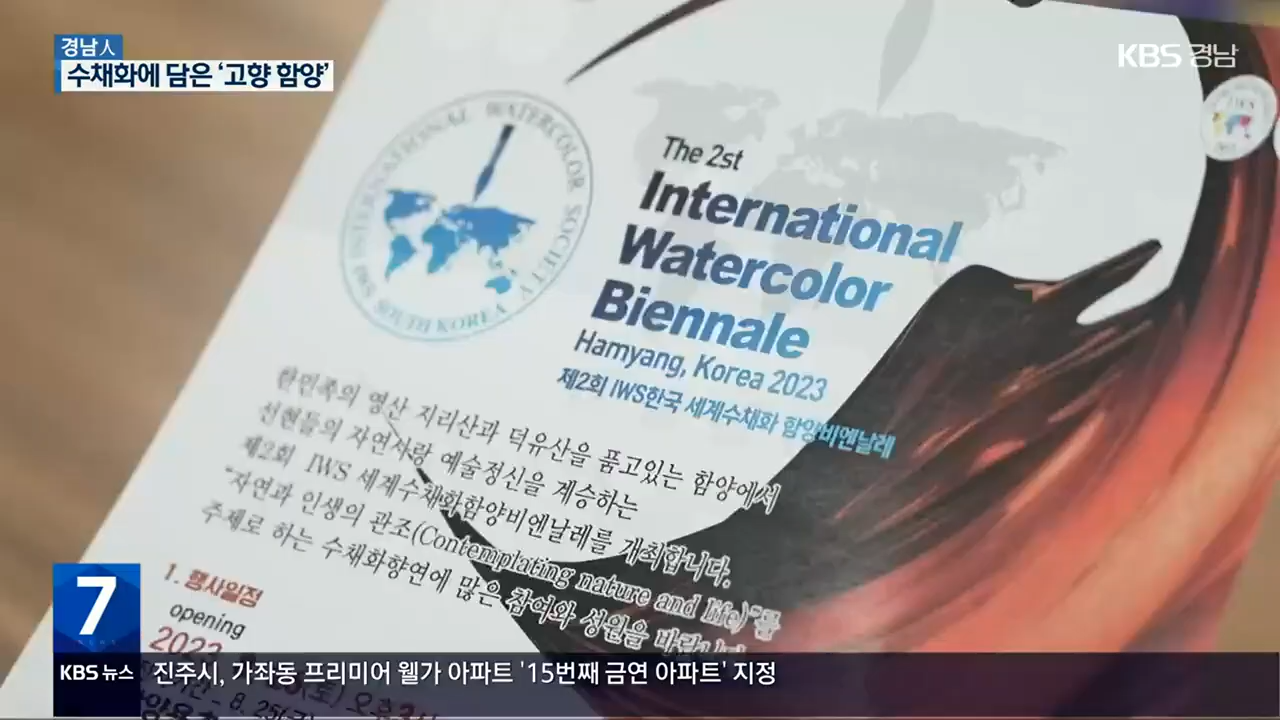 경남人
수채화에 담은 ‘고향 함양’
KBS 경남
INTERNATIONAL WATERCOLOR SOCIETY
IWS SOUTH KOREA
The 2st
International
Watercolor
Biennale
Hamyang, Korea 2023
제2회 IWS한국 세계수채화 함양비엔날레
한민족의 영산 지리산과 덕유산을 품고있는 함양에서
선현들의 자연사랑 예술정신을 계승하는
제2회 IWS 세계수채화함양비엔날레를 개최합니다.
“자연과 인생의 관조(Contemplating nature and life)”를
주제로 하는 수채화향연에 많은 참여와 성원을
1. 행사일정
opening
7
KBS 뉴스
진주시, 가좌동 프리미어 웰가 아파트 '15번째 금연 아파트' 지정